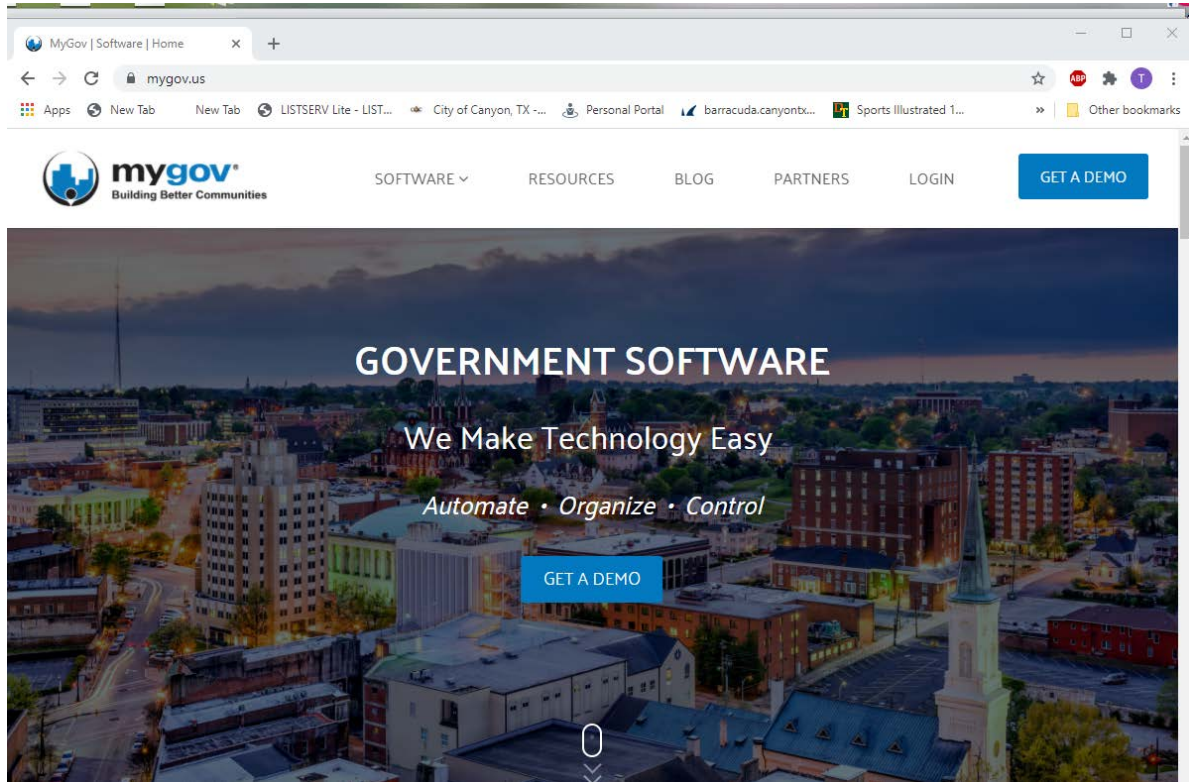 MyGov | Software | Home
mygov.us
ABP
T
Apps New Tab New Tab LISTSERV Lite - LIST... City of Canyon, TX -... Personal Portal barracuda.canyontx... Sports Illustrated 1... » Other bookmarks
mygov®
Building Better Communities
SOFTWARE RESOURCES BLOG PARTNERS LOGIN GET A DEMO
GOVERNMENT SOFTWARE
We Make Technology Easy
Automate • Organize • Control
GET A DEMO